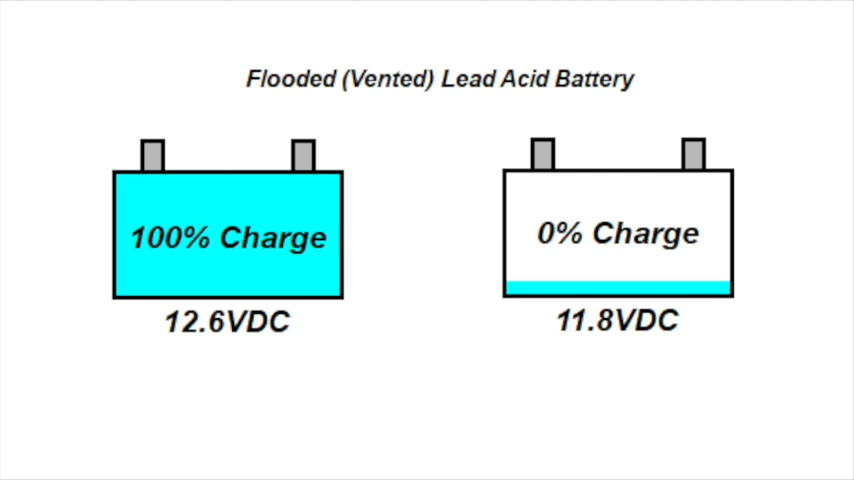 Flooded (Vented) Lead Acid Battery
100% Charge
0% Charge
12.6VDC
11.8VDC